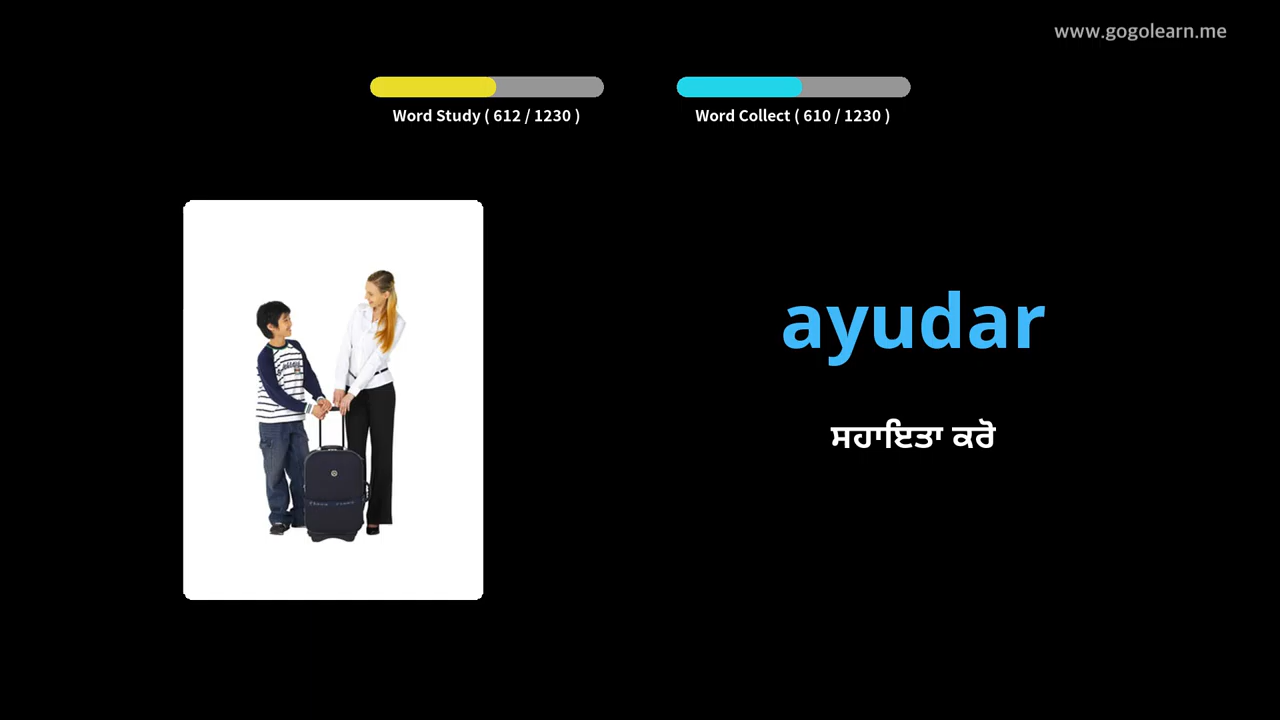 www.gogolearn.me
Word Study ( 612 / 1230 )
Word Collect ( 610 / 1230 )
ayudar
ਸਹਾਇਤਾ ਕਰੋ